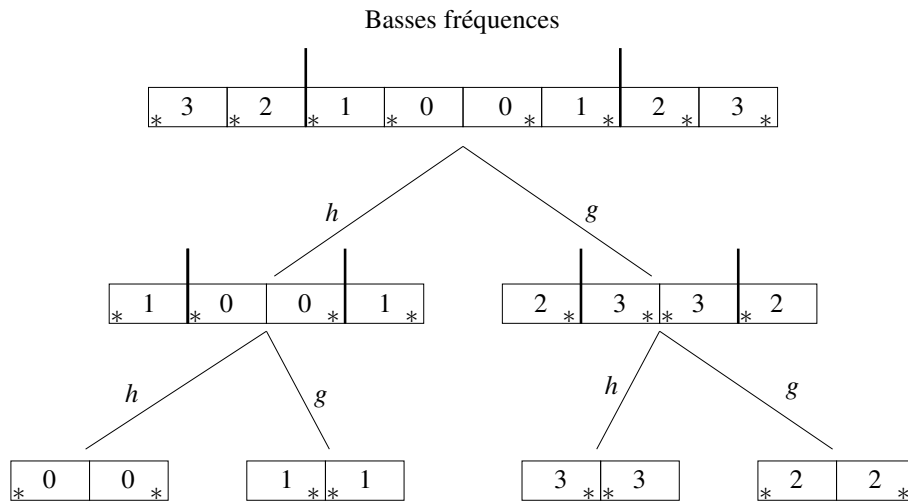 Basses fréquences
* 3 * 2 * 1 * 0 0 * 1 * 2 * 3 *
h g
* 1 * 0 0 * 1 * 2 * 3 * * 3 * 2
h g h g
* 0 0 * 1 * * 1 3 * * 3 * 2 2 *